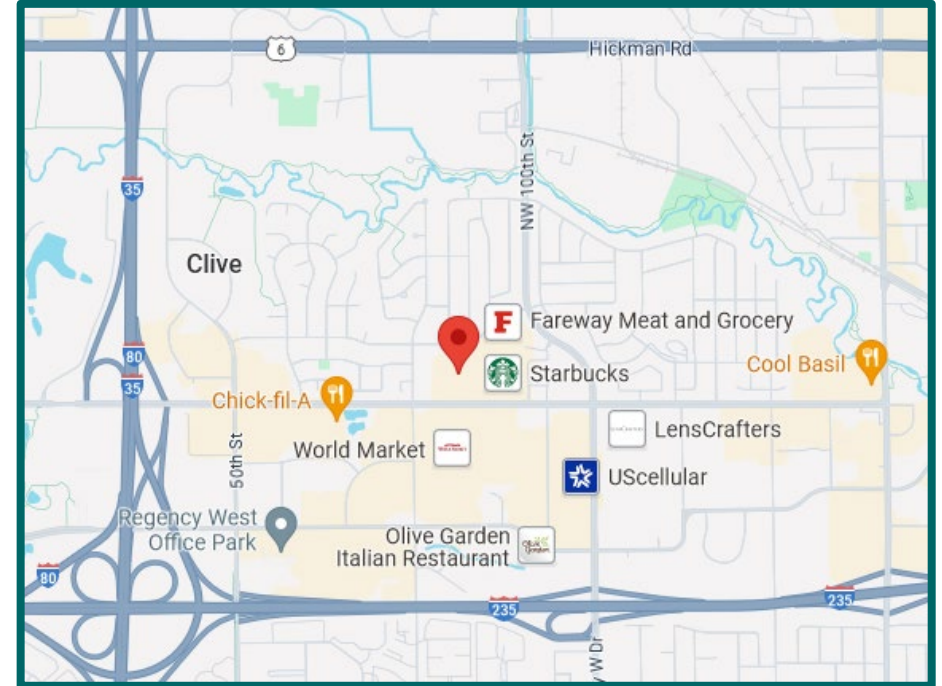 6
Hickman Rd
35
NW 100th St
Clive
F
Fareway Meat and Grocery
80
35
Starbucks
Cool Basil
Chick-fil-A
LensCrafters
World Market
50th St
UScellular
Regency West
Office Park
Olive Garden
Italian Restaurant
80
235
235
W Dr